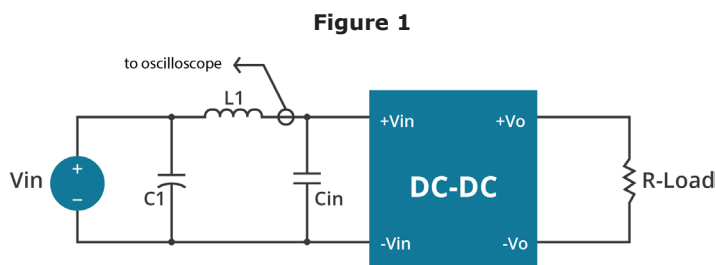 Figure 1
to oscilloscope
L1
+Vin
+Vo
+
Vin
C1
Cin
DC-DC
R-Load
−
-Vin
-Vo